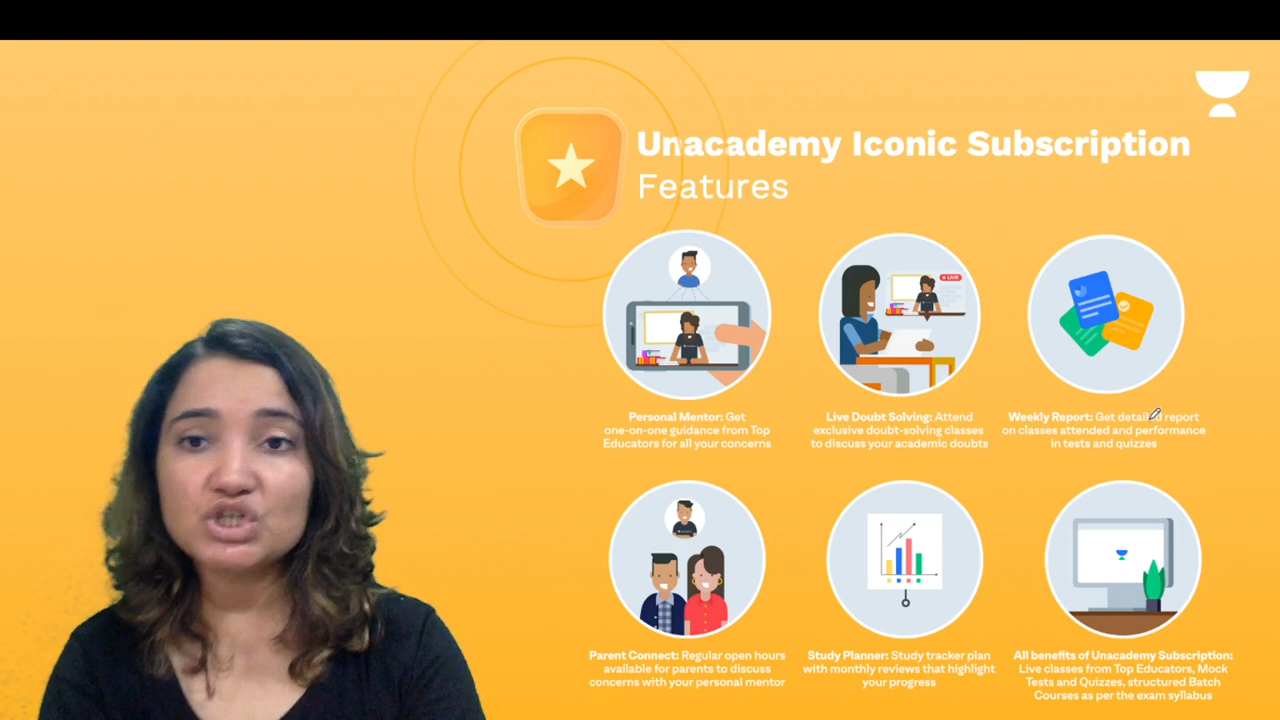 Unacademy Iconic Subscription
Features
LIVE
Personal Mentor: Get
one-on-one guidance from Top
Educators for all your concerns
Live Doubt Solving: Attend
exclusive doubt-solving classes
to discuss your academic doubts
Weekly Report: Get detailed report
on classes attended and performance
in tests and quizzes
Parent Connect: Regular open hours
available for parents to discuss
concerns with your personal mentor
Study Planner: Study tracker plan
with monthly reviews that highlight
your progress
All benefits of Unacademy Subscription:
Live classes from Top Educators, Mock
Tests and Quizzes, structured Batch
Courses as per the exam syllabus